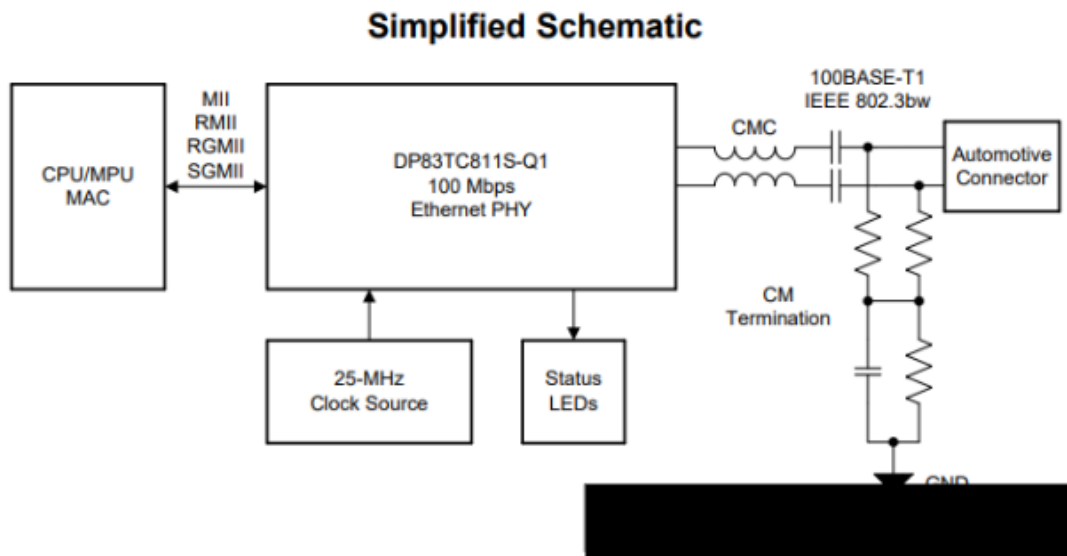 Simplified Schematic
100BASE-T1
IEEE 802.3bw
MII
RMII
RGMII
SGMII
CPU/MPU
MAC
DP83TC811S-Q1
100 Mbps
Ethernet PHY
CMC
Automotive
Connector
CM
Termination
25-MHz
Clock Source
Status
LEDs